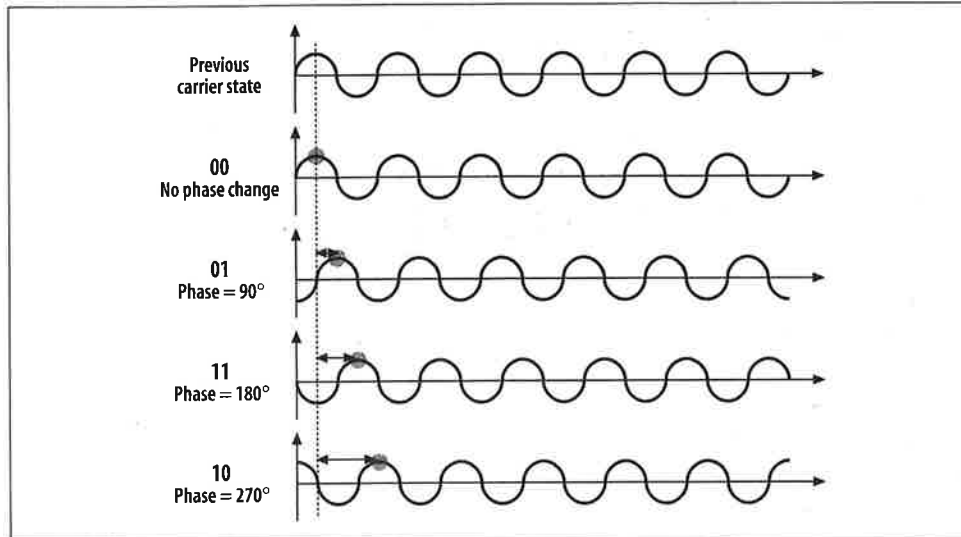 Previous
carrier state
00
No phase change
01
Phase = 90°
11
Phase = 180°
10
Phase = 270°